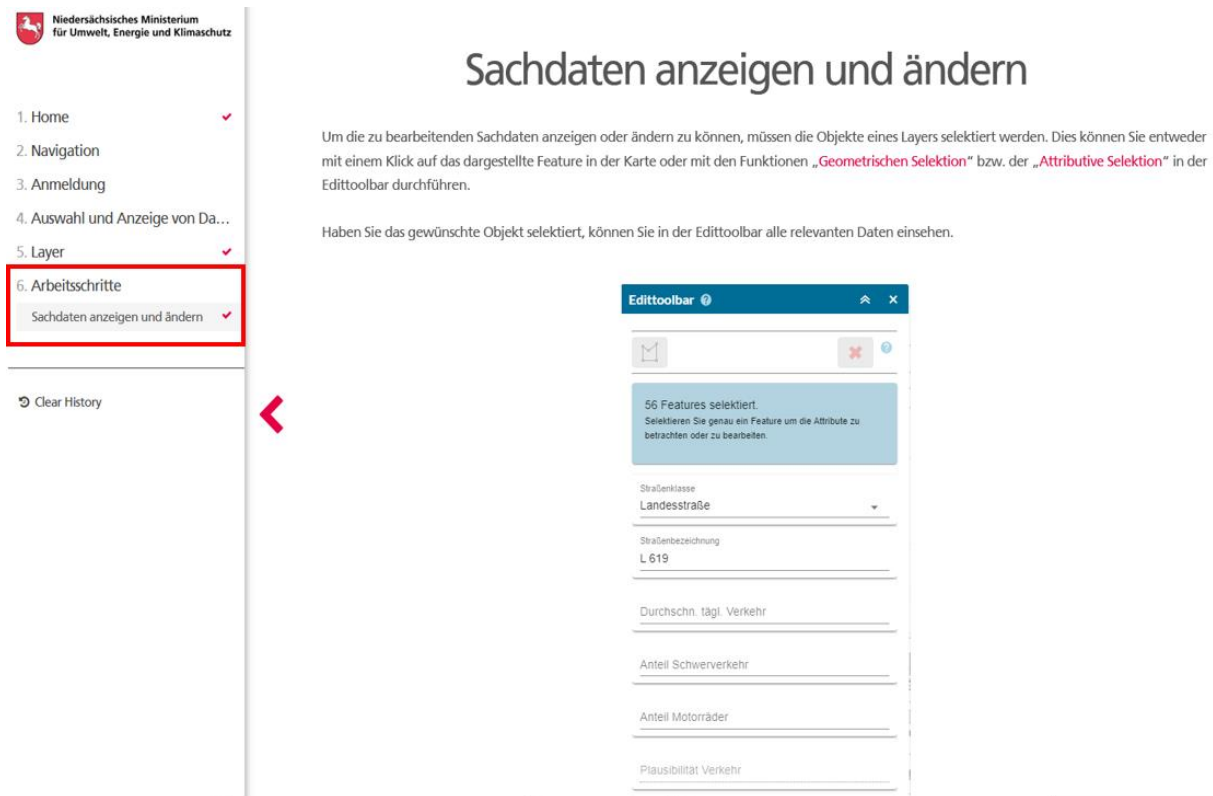 Niedersächsisches Ministerium
für Umwelt, Energie und Klimaschutz
1. Home
2. Navigation
3. Anmeldung
4. Auswahl und Anzeige von Da...
5. Layer
6. Arbeitsschritte
Sachdaten anzeigen und ändern
Clear History
Sachdaten anzeigen und ändern
Um die zu bearbeitenden Sachdaten anzeigen oder ändern zu können, müssen die Objekte eines Layers selektiert werden. Dies können Sie entweder
mit einem Klick auf das dargestellte Feature in der Karte oder mit den Funktionen „Geometrischen Selektion“ bzw. der „Attributive Selektion“ in der
Edittoolbar durchführen.
Haben Sie das gewünschte Objekt selektiert, können Sie in der Edittoolbar alle relevanten Daten einsehen.
Edittoolbar
56 Features selektiert.
Selektieren Sie genau ein Feature um die Attribute zu
betrachten oder zu bearbeiten.
Straßenklasse
Landesstraße
Straßenbezeichnung
L 619
Durchschn. tägl. Verkehr
Anteil Schwerverkehr
Anteil Motorräder
Plausibilität Verkehr